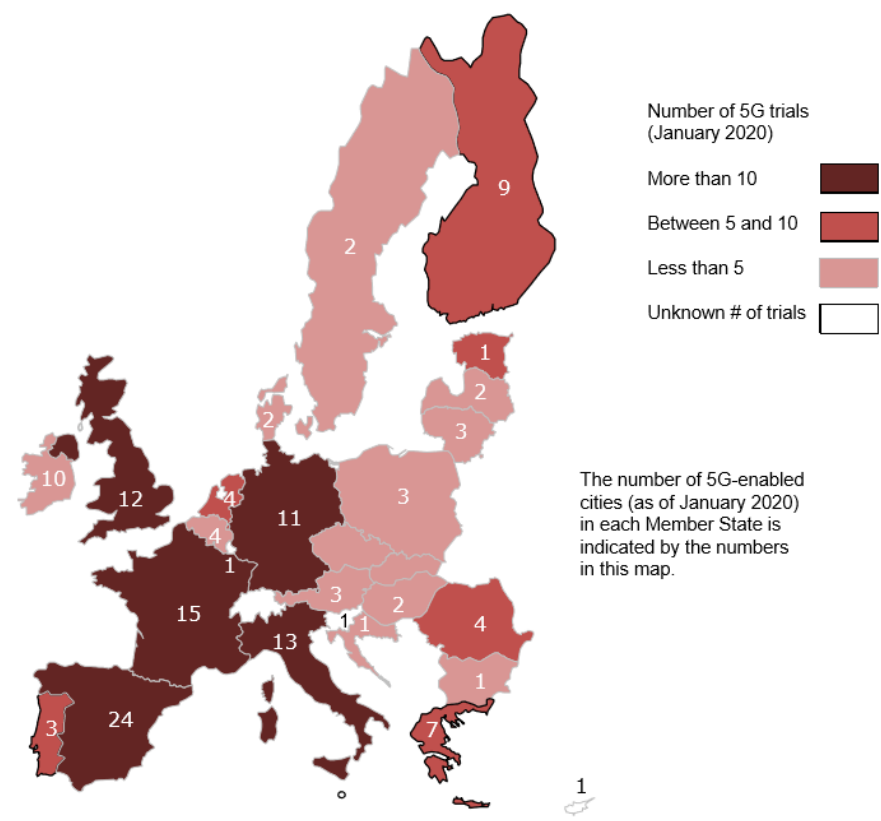 Number of 5G trials
(January 2020)
More than 10
Between 5 and 10
Less than 5
Unknown # of trials
9
2
1
2
3
2
10
12
4
11
3
4
1
3
2
1
1
15
13
4
1
24
3
7
1
The number of 5G-enabled
cities (as of January 2020)
in each Member State is
indicated by the numbers
in this map.